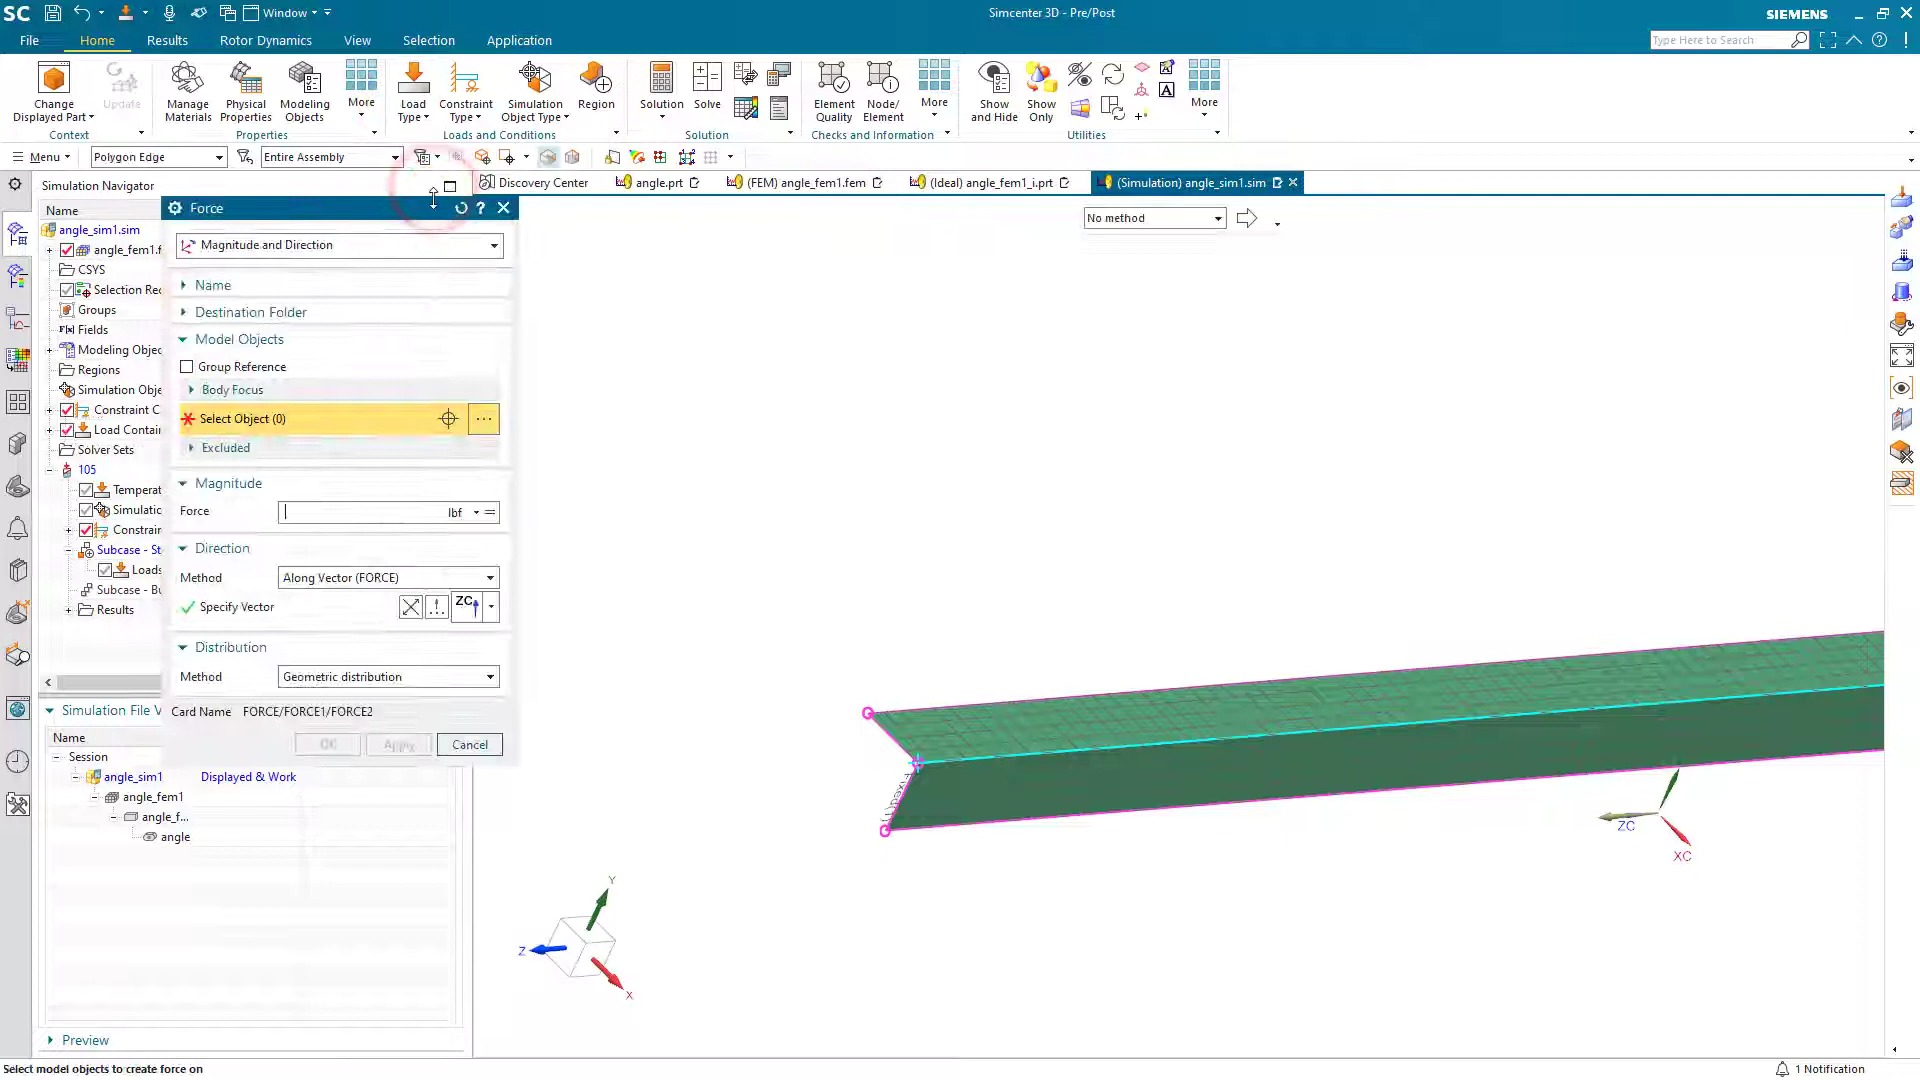 SC
Window
Simcenter 3D - Pre/Post
SIEMENS
File
Home
Results
Rotor Dynamics
View
Selection
Application
Type Here to Search
Change
Displayed Part
Update
Manage
Materials
Physical
Properties
Modeling
Objects
More
Load
Type
Constraint
Type
Simulation
Object Type
Region
Solution
Solve
Element
Quality
Node/
Element
More
Show
and Hide
Show
Only
More
Context
Properties
Loads and Conditions
Solution
Checks and Information
Utilities
Menu
Polygon Edge
Entire Assembly
Simulation Navigator
Discovery Center
angle.prt
(FEM) angle_fem1.fem
(Ideal) angle_fem1_i.prt
(Simulation) angle_sim1.sim
Name
angle_sim1.sim
angle_fem1.f
CSYS
Selection Rec
Groups
Fields
Modeling Objec
Regions
Simulation Obje
Constraint C
Load Contai
Solver Sets
105
Temperat
Simulatio
Constrair
Subcase - St
Loads
Subcase - Bu
Results
Force
Magnitude and Direction
Name
Destination Folder
Model Objects
Group Reference
Body Focus
Select Object (0)
Excluded
Magnitude
Force
lbf
Direction
Method
Along Vector (FORCE)
Specify Vector
ZC
Distribution
Method
Geometric distribution
Card Name
FORCE/FORCE1/FORCE2
OK
Apply
Cancel
No method
Simulation File V
Name
Session
angle_sim1
Displayed & Work
angle_fem1
angle_f...
angle
Preview
ZC
XC
Y
Z
X
Select model objects to create force on
1 Notification